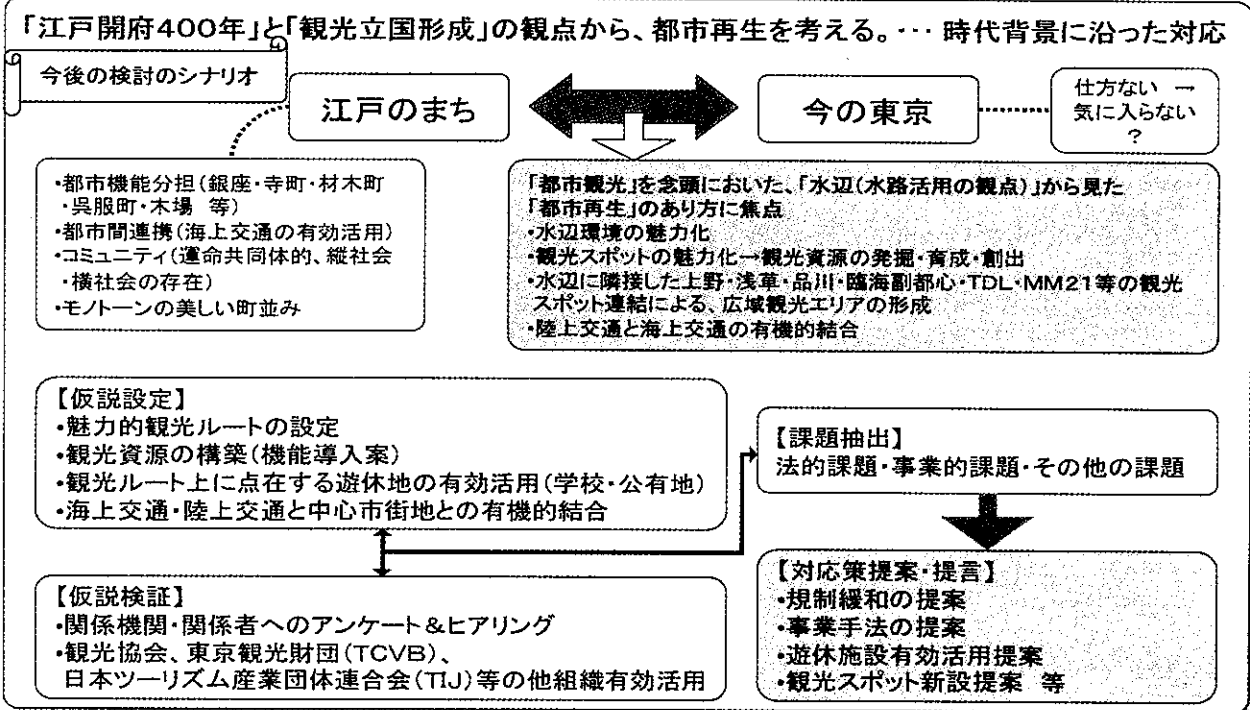 「江戸開府400年」と「観光立国形成」の観点から、都市再生を考える。… 時代背景に沿った対応
今後の検討のシナリオ
江戸のまち
今の東京
仕方ない →
気に入らない
?
・都市機能分担(銀座・寺町・材木町
・呉服町・木場 等)
・都市間連携(海上交通の有効活用)
・コミュニティ(運命共同体的、縦社会
・横社会の存在)
・モノトーンの美しい町並み
「都市観光」を念頭においた、「水辺(水路活用の観点)」から見た
「都市再生」のあり方に焦点
・水辺環境の魅力化
・観光スポットの魅力化→観光資源の発掘・育成・創出
・水辺に隣接した上野・浅草・品川・臨海副都心・TDL・MM21等の観光
スポット連結による、広域観光エリアの形成
・陸上交通と海上交通の有機的結合
【仮説設定】
・魅力的観光ルートの設定
・観光資源の構築(機能導入案)
・観光ルート上に点在する遊休地の有効活用(学校・公有地)
・海上交通・陸上交通と中心市街地との有機的結合
【課題抽出】
法的課題・事業的課題・その他の課題
【仮説検証】
・関係機関・関係者へのアンケート&ヒアリング
・観光協会、東京観光財団(TCVB)、
日本ツーリズム産業団体連合会(TIJ)等の他組織有効活用
【対応策提案・提言】
・規制緩和の提案
・事業手法の提案
・遊休施設有効活用提案
・観光スポット新設提案 等